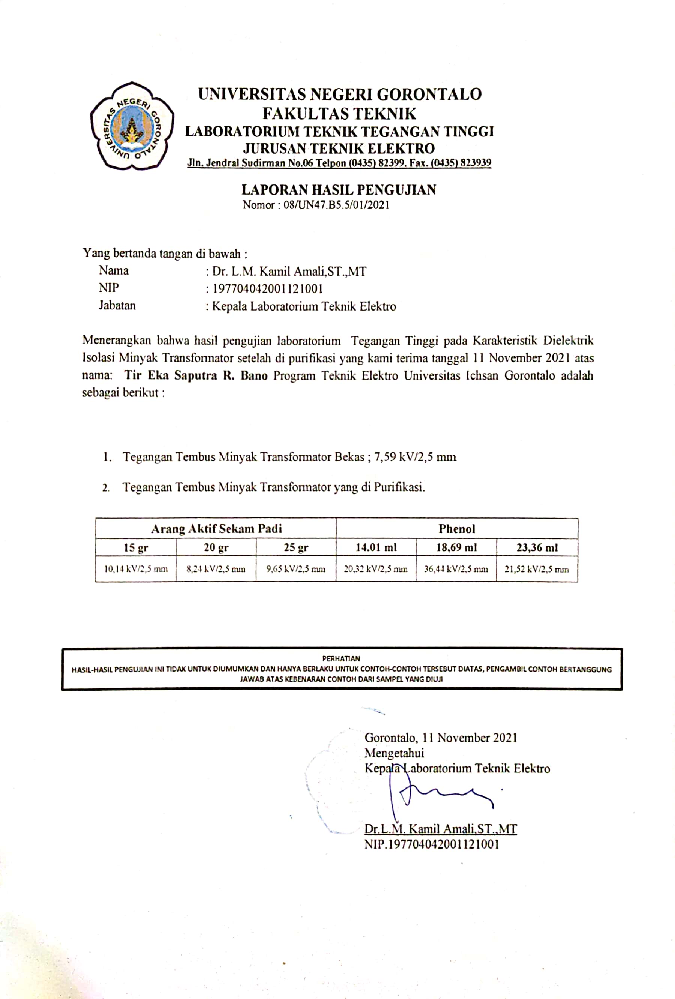 UNIVERSITAS NEGERI GORONTALO
UNIVERSITAS NEGERI GORONTALO
FAKULTAS TEKNIK
LABORATORIUM TEKNIK TEGANGAN TINGGI
JURUSAN TEKNIK ELEKTRO
Jln. Jendral Sudirman No.06 Telpon (0435) 82399. Fax. (0435) 823939
LAPORAN HASIL PENGUJIAN
Nomor : 08/UN47.B5.5/01/2021
Yang bertanda tangan di bawah :
Nama : Dr. L.M. Kamil Amali,ST.,MT
NIP : 197704042001121001
Jabatan : Kepala Laboratorium Teknik Elektro
Menerangkan bahwa hasil pengujian laboratorium Tegangan Tinggi pada Karakteristik Dielektrik
Isolasi Minyak Transformator setelah di purifikasi yang kami terima tanggal 11 November 2021 atas
nama: Tir Eka Saputra R. Bano Program Teknik Elektro Universitas Ichsan Gorontalo adalah
sebagai berikut :
1. Tegangan Tembus Minyak Transformator Bekas ; 7,59 kV/2,5 mm
2. Tegangan Tembus Minyak Transformator yang di Purifikasi.
Arang Aktif Sekam Padi Phenol
15 gr 20 gr 25 gr 14.01 ml 18,69 ml 23,36 ml
10,14 kV/2,5 mm 8,24 kV/2,5 mm 9,65 kV/2,5 mm 20,32 kV/2,5 mm 36,44 kV/2,5 mm 21,52 kV/2,5 mm
PERHATIAN
HASIL-HASIL PENGUJIAN INI TIDAK UNTUK DIUMUMKAN DAN HANYA BERLAKU UNTUK CONTOH-CONTOH TERSEBUT DIATAS, PENGAMBIL CONTOH BERTANGGUNG
JAWAB ATAS KEBENARAN CONTOH DARI SAMPEL YANG DIUJI
Gorontalo, 11 November 2021
Mengetahui
Kepala Laboratorium Teknik Elektro
Dr.L.M. Kamil Amali,ST.,MT
NIP.197704042001121001